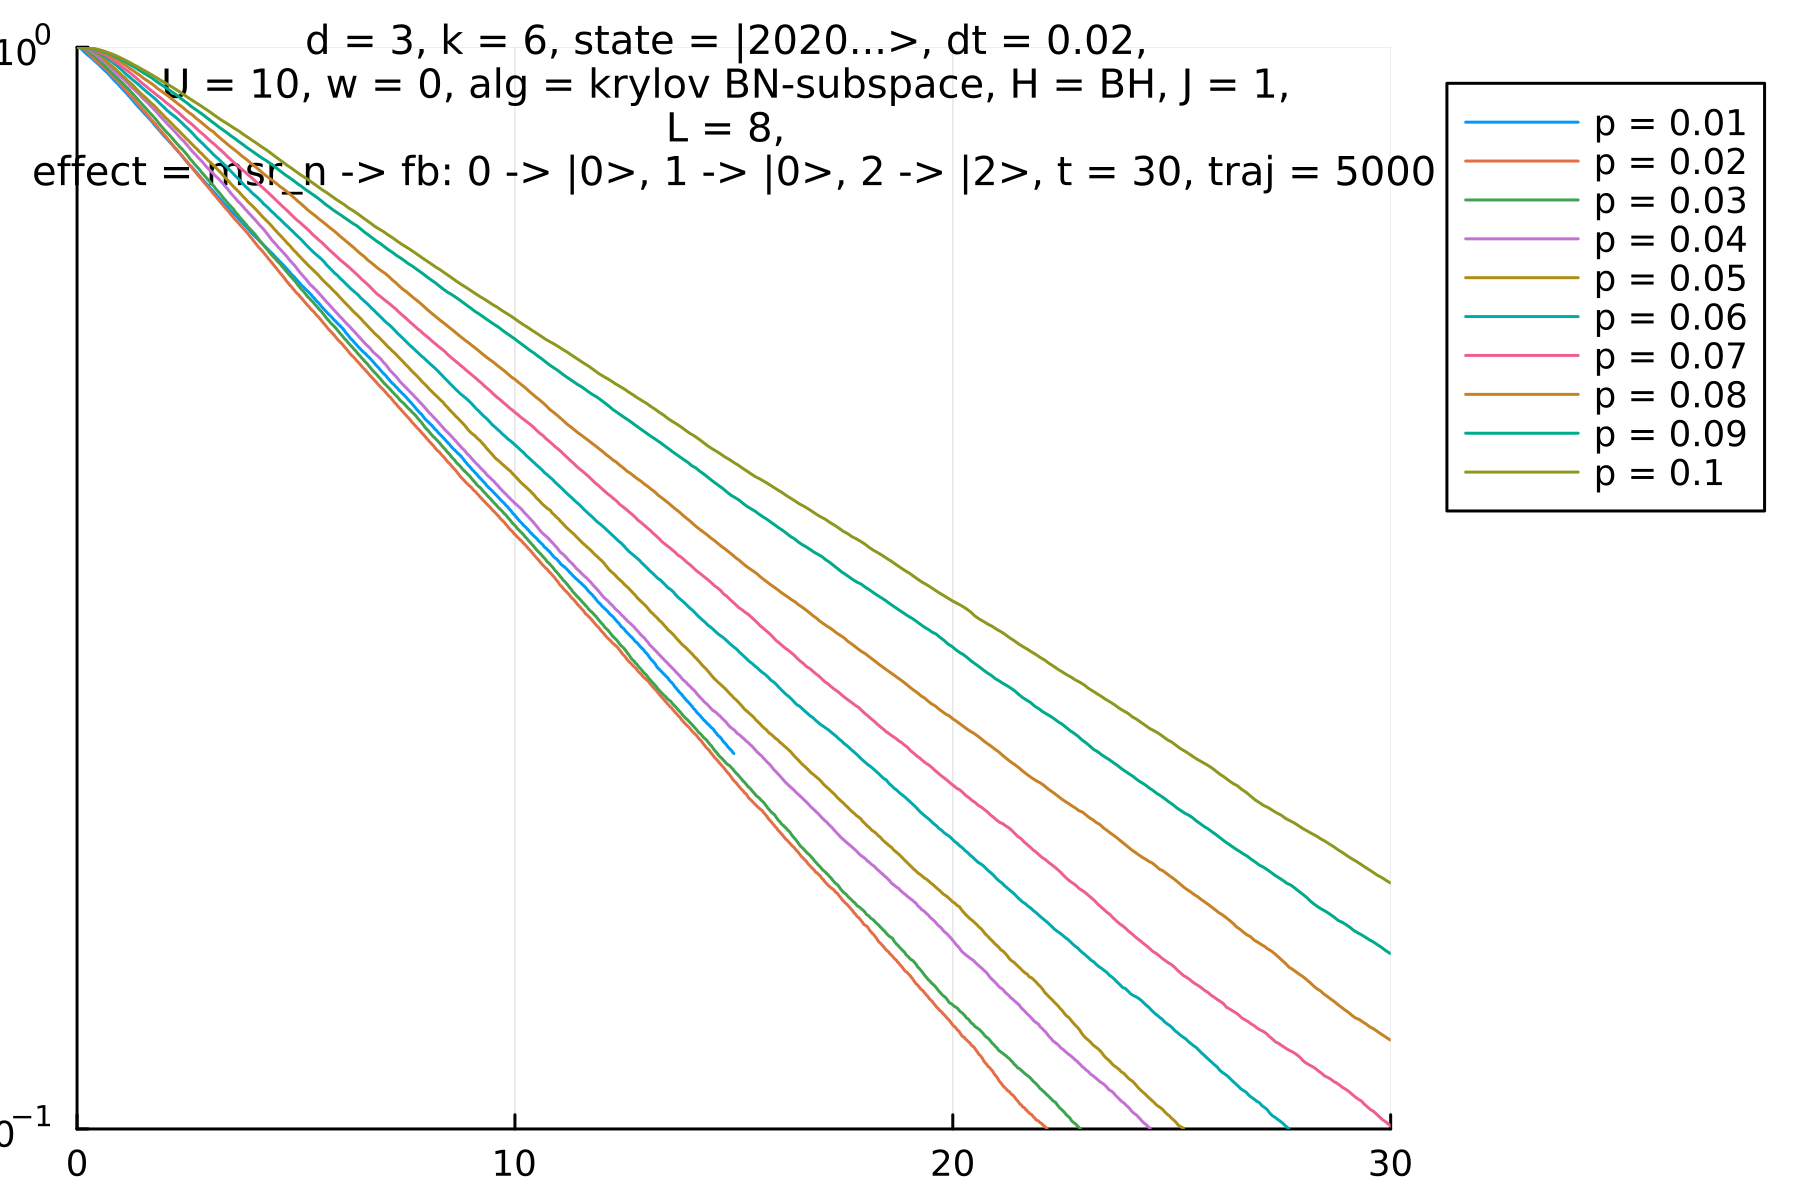 d = 3, k = 6, state = |2020...>, dt = 0.02,
U = 10, w = 0, alg = krylov BN-subspace, H = BH, J = 1,
L = 8,
effect = msr_n -> fb: 0 -> |0>, 1 -> |0>, 2 -> |2>, t = 30, traj = 5000
10⁰
0⁻¹
0 10 20 30
p = 0.01
p = 0.02
p = 0.03
p = 0.04
p = 0.05
p = 0.06
p = 0.07
p = 0.08
p = 0.09
p = 0.1